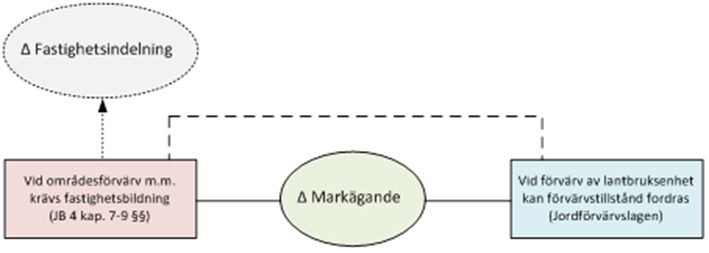 Δ Fastighetsindelning
Vid områdesförvärv m.m.
krävs fastighetsbildning
(JB 4 kap. 7-9 §§)
Δ Markägande
Vid förvärv av lantbruksenhet
kan förvärvstillstånd fordras
(Jordförvärvslagen)